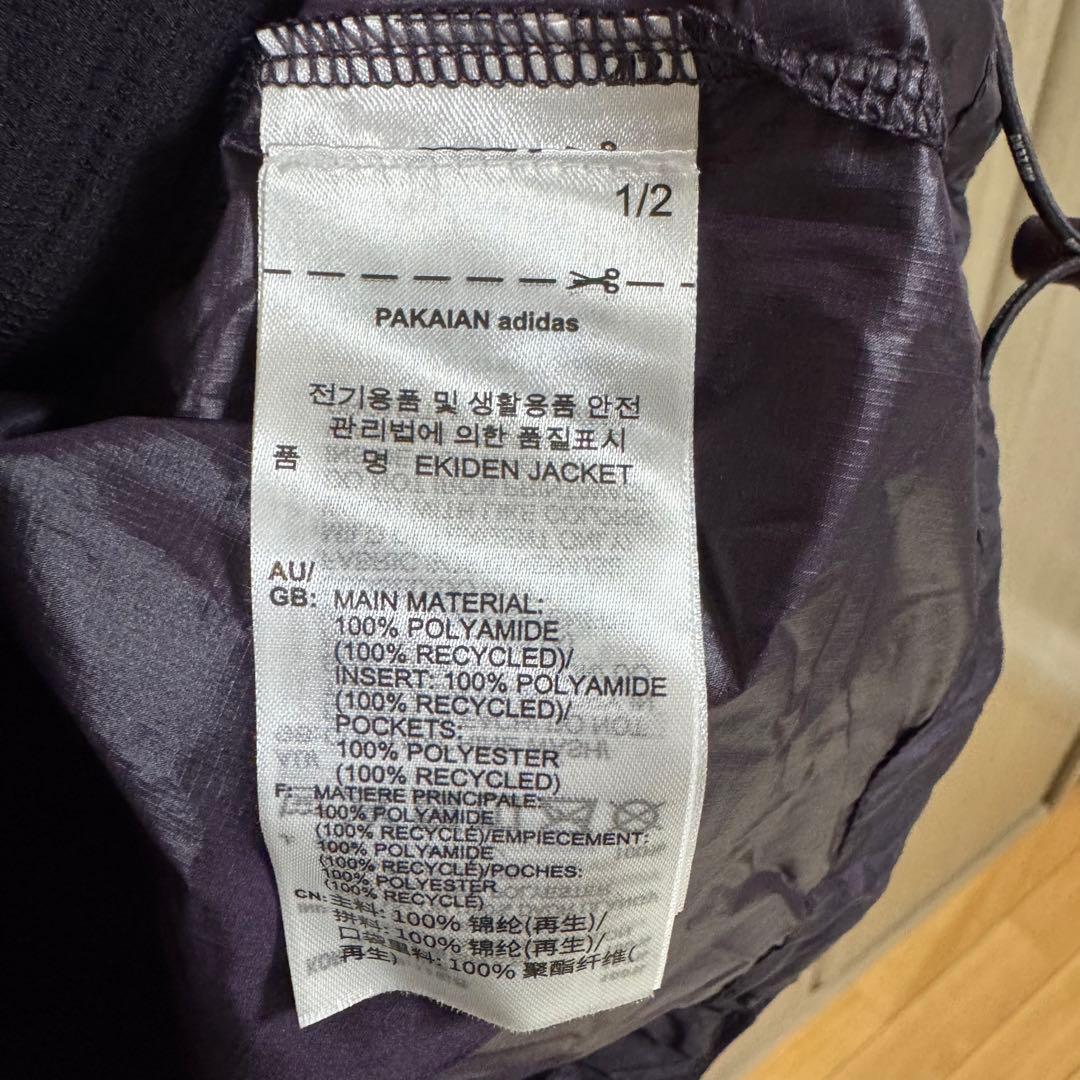 1/2
PAKAIAN adidas
전기용품 및 생활용품 안전
관리법에 의한 품질표시
품 명 EKIDEN JACKET
AU/
GB: MAIN MATERIAL:
100% POLYAMIDE
(100% RECYCLED)/
INSERT: 100% POLYAMIDE
(100% RECYCLED)/
POCKETS:
100% POLYESTER
(100% RECYCLED)
F: MATIERE PRINCIPALE:
100% POLYAMIDE
(100% RECYCLÉ)/EMPIECEMENT:
100% POLYAMIDE
(100% RECYCLÉ)/POCHES:
100% POLYESTER
(100% RECYCLÉ)
CN: 主料: 100% 锦纶(再生)/
拼料: 100% 锦纶(再生)/
口袋里料: 100% 聚酯纤维(
再生)